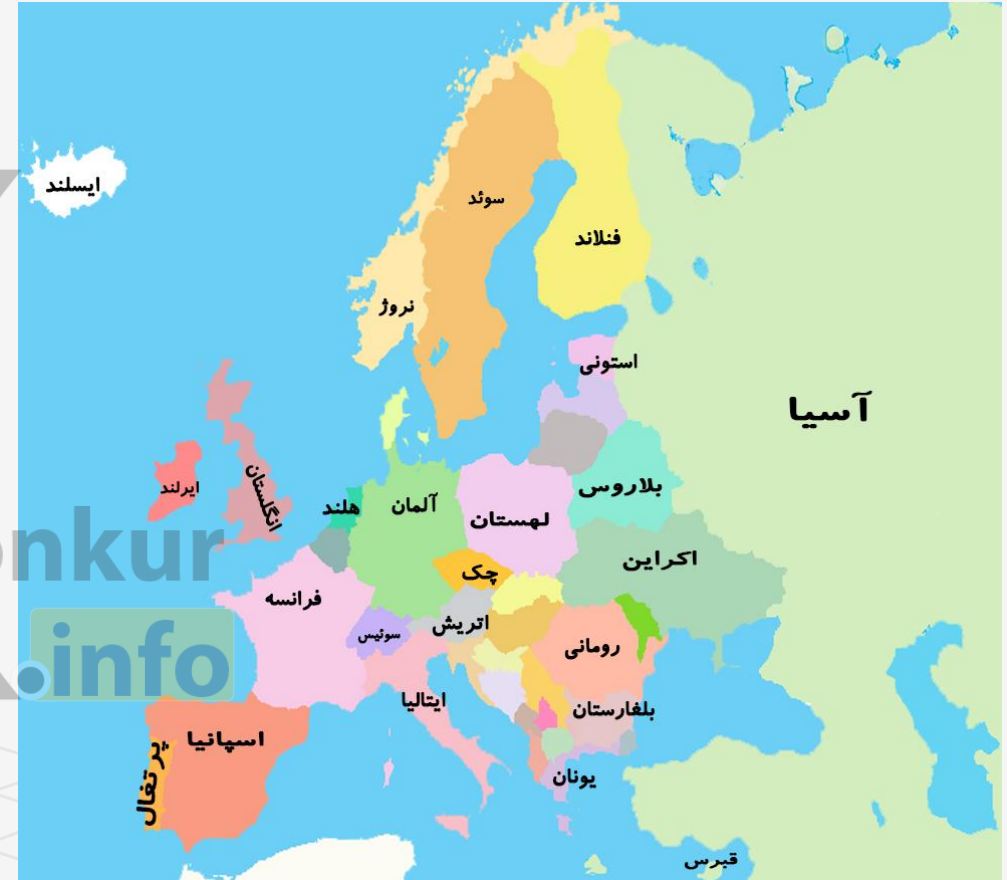 ایسلند
سوئد
فنلاند
نروژ
استونی
آسیا
ایرلند
انگلستان
هلند
آلمان
لهستان
بلاروس
اکراین
چک
فرانسه
اتریش
سوئیس
رومانی
ایتالیا
بلغارستان
اسپانیا
پرتغال
یونان
قبرس
nkur
.info